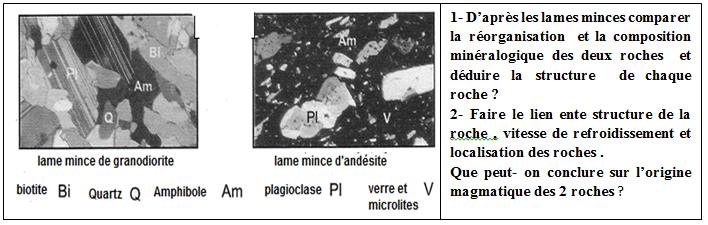 Bi
Pl
Am
Q
Am
Pl
V
lame mince de granodiorite
lame mince d'andésite
biotite Bi Quartz Q Amphibole Am plagioclase Pl verre et microlites V
1- D'après les lames minces comparer
la réorganisation et la composition
minéralogique des deux roches et
déduire la structure de chaque
roche ?
2- Faire le lien ente structure de la
roche , vitesse de refroidissement et
localisation des roches .
Que peut- on conclure sur l'origine
magmatique des 2 roches ?